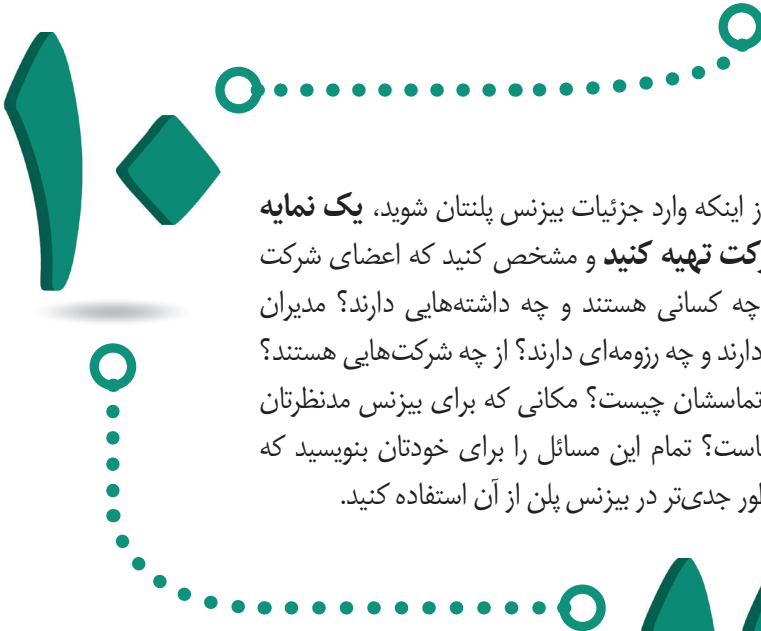 ۱۰
ز اینکه وارد جزئیات بیزنس پلنتان شوید، یک نمایه
رکت تهیه کنید و مشخص کنید که اعضای شرکت
چه کسانی هستند و چه داشته‌هایی دارند؟ مدیران
دارند و چه رزومه‌ای دارند؟ از چه شرکت‌هایی هستند؟
تماسشان چیست؟ مکانی که برای بیزنس مدنظرتان
است؟ تمام این مسائل را برای خودتان بنویسید که
ور جدی‌تر در بیزنس پلن از آن استفاده کنید.